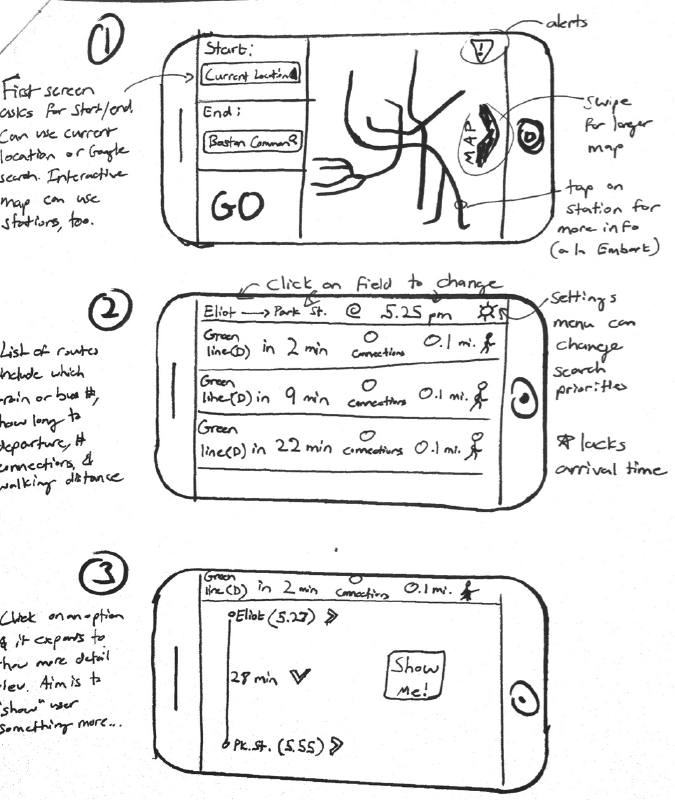 1
First screen
asks for start/end.
Can use current
location or Google
search. Interactive
map can use
stations, too.
Start:
Current Location
End:
Boston Common
GO
MAP
!
alerts
swipe
for larger
map
tap on
station for
more info
(a la Embark)
2
List of routes
include which
train or bus #,
how long to
departure, #
connections, &
walking distance
Click on field to change
Eliot → Park St. @ 5.25 pm
Green
line(D) in 2 min 0 connections 0.1 mi.
Green
line(D) in 9 min 0 connections 0.1 mi.
Green
line(D) in 22 min 0 connections 0.1 mi.
Settings
menu can
change
search
priorities
* lacks
arrival time
3
Click on an option
& it expands to
show more detail
view. Aim is to
"show" user
something more...
Green
line(D) in 2 min 0 connections 0.1 mi.
Eliot (5.27) >>
28 min
Pk. St. (5.55) >>
Show
me!